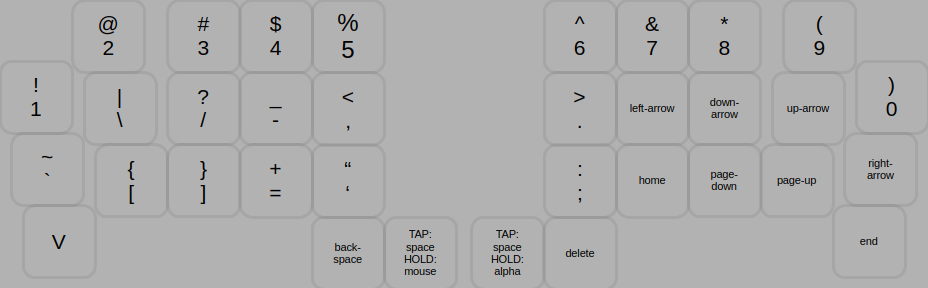 @ # $ % ^ & * (
2 3 4 5 6 7 8 9
! )
1 0
| ? _ < > left-arrow down-arrow up-arrow
\ / - , .
~ right-arrow
`
{ } + “ : home page-down page-up
[ ] = ‘ ;
V end
back-space
TAP:
space
HOLD:
mouse
TAP:
space
HOLD:
alpha
delete